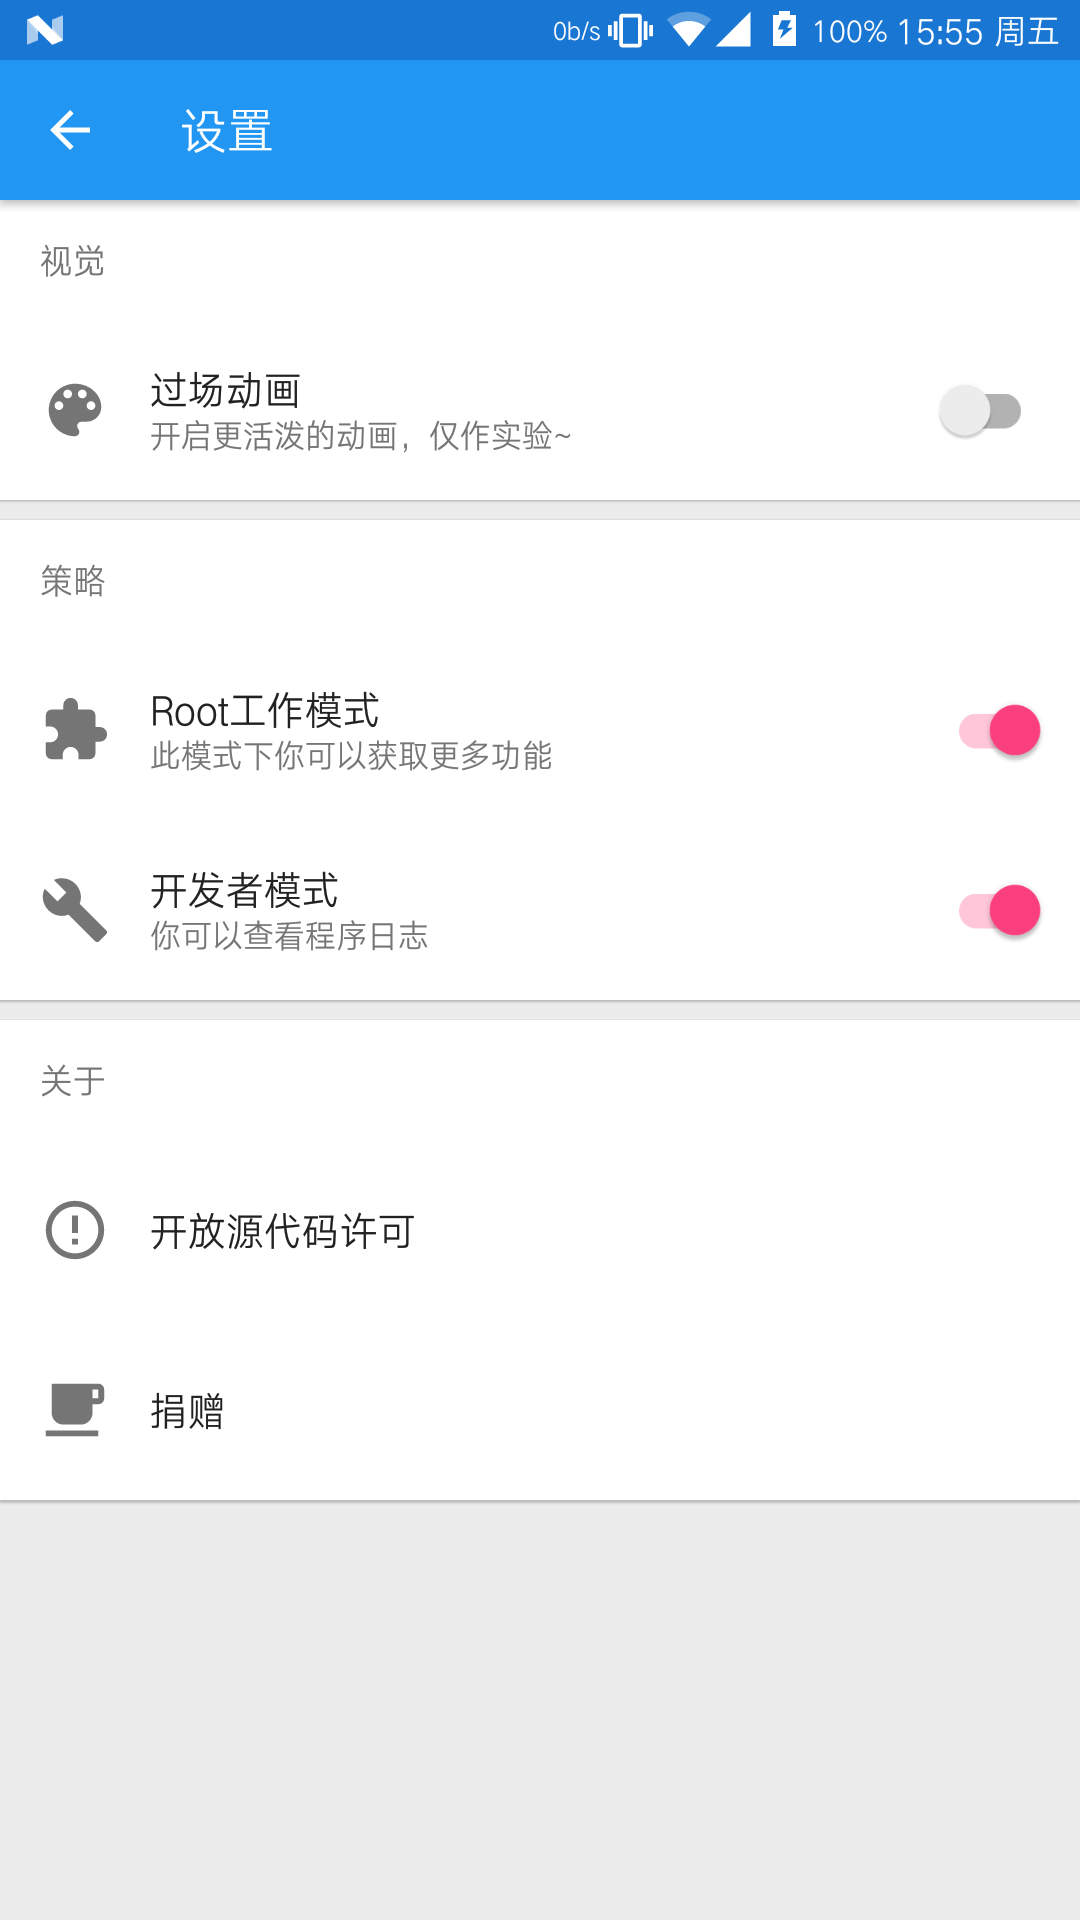 0b/s 100% 15:55 周五
设置
视觉
过场动画
开启更活泼的动画，仅作实验~
策略
Root工作模式
此模式下你可以获取更多功能
开发者模式
你可以查看程序日志
关于
开放源代码许可
捐赠